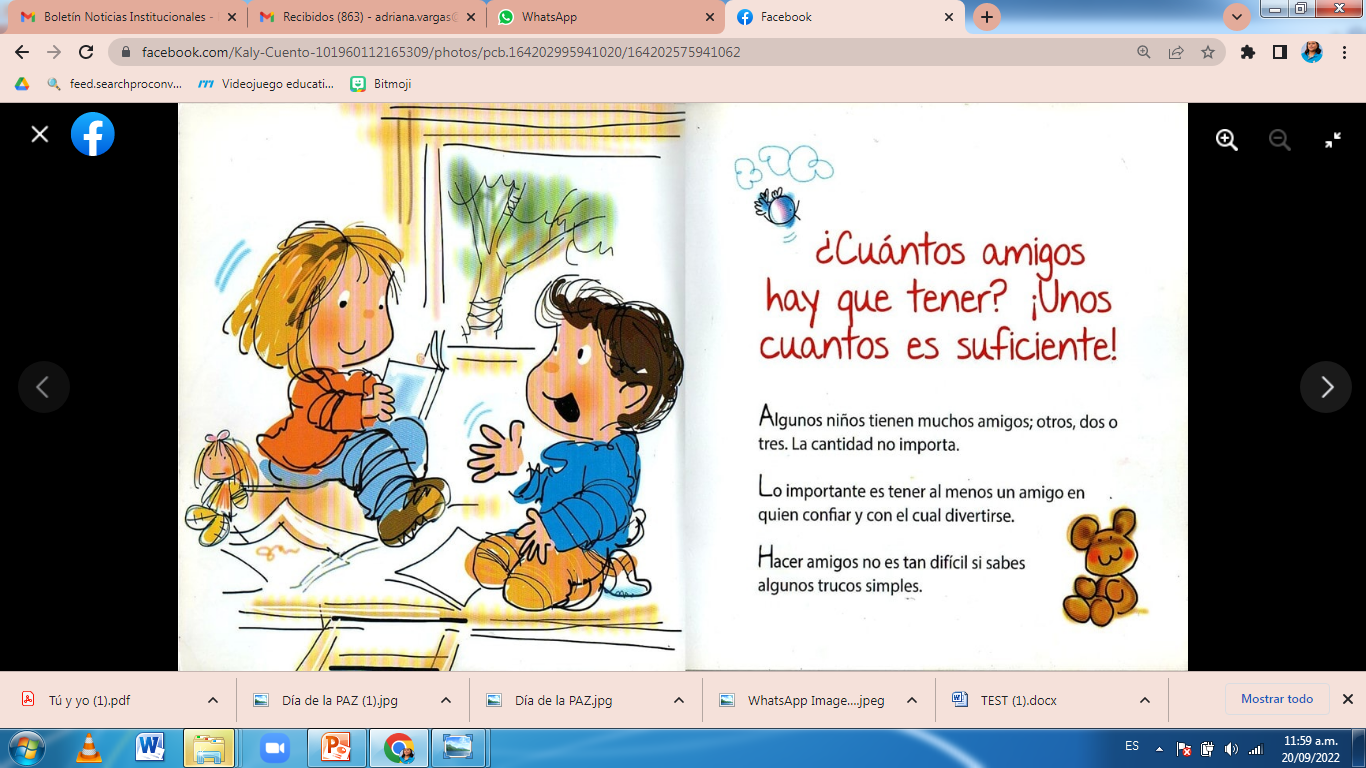 Boletín Noticias Institucionales -
Recibidos (863) - adriana.vargas
WhatsApp
Facebook
facebook.com/Kaly-Cuento-101960112165309/photos/pcb.164202995941020/164202575941062
feed.searchproconv...
Videojuego educati...
Bitmoji
¿Cuántos amigos
hay que tener? ¡Unos
cuantos es suficiente!
Algunos niños tienen muchos amigos; otros, dos o
tres. La cantidad no importa.
Lo importante es tener al menos un amigo en
quien confiar y con el cual divertirse.
Hacer amigos no es tan difícil si sabes
algunos trucos simples.
Tú y yo (1).pdf
Día de la PAZ (1).jpg
Día de la PAZ.jpg
WhatsApp Image....jpeg
TEST (1).docx
Mostrar todo
ES
11:59 a.m.
20/09/2022